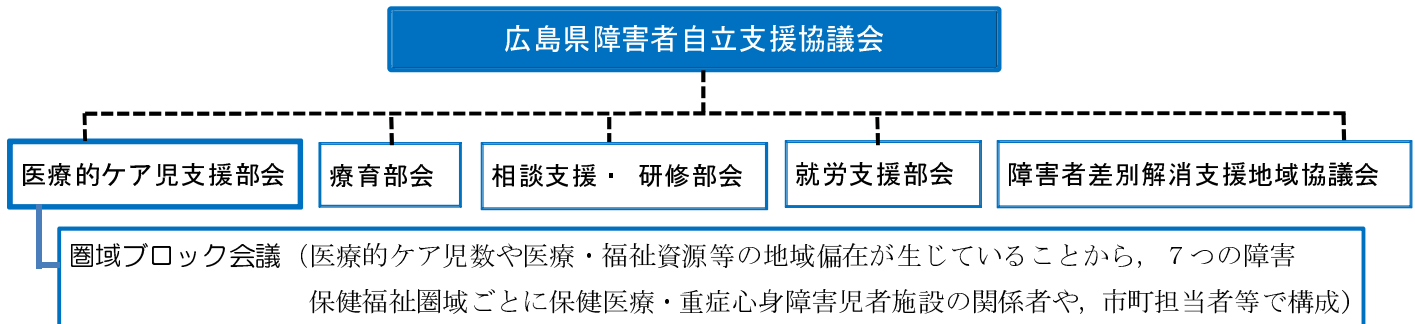 広島県障害者自立支援協議会
医療的ケア児支援部会
療育部会
相談支援・ 研修部会
就労支援部会
障害者差別解消支援地域協議会
圏域ブロック会議（医療的ケア児数や医療・福祉資源等の地域偏在が生じていることから，７つの障害
保健福祉圏域ごとに保健医療・重症心身障害児者施設の関係者や，市町担当者等で構成）